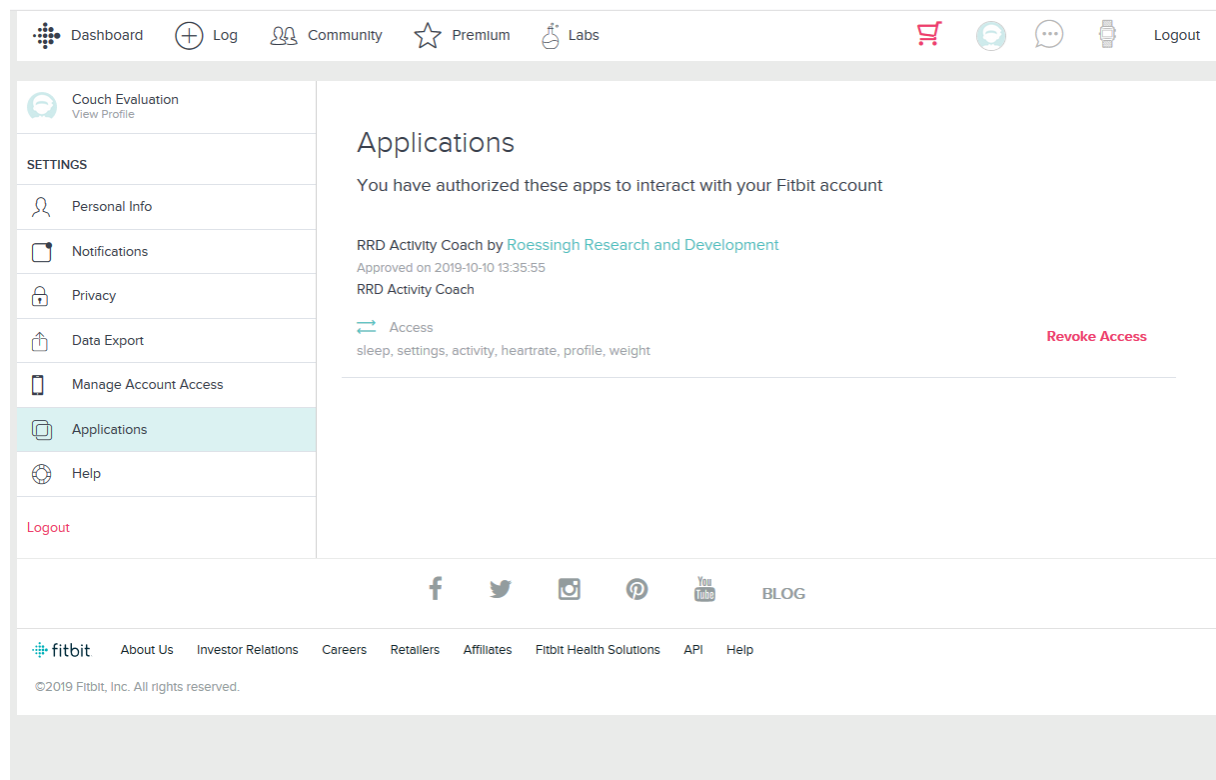 Dashboard Log Community Premium Labs Logout
Couch Evaluation
View Profile
SETTINGS
Personal Info
Notifications
Privacy
Data Export
Manage Account Access
Applications
Help
Logout
Applications
You have authorized these apps to interact with your Fitbit account
RRD Activity Coach by Roessingh Research and Development
Approved on 2019-10-10 13:35:55
RRD Activity Coach
Access
sleep, settings, activity, heartrate, profile, weight
Revoke Access
You Tube BLOG
fitbit About Us Investor Relations Careers Retailers Affiliates Fitbit Health Solutions API Help
©2019 Fitbit, Inc. All rights reserved.